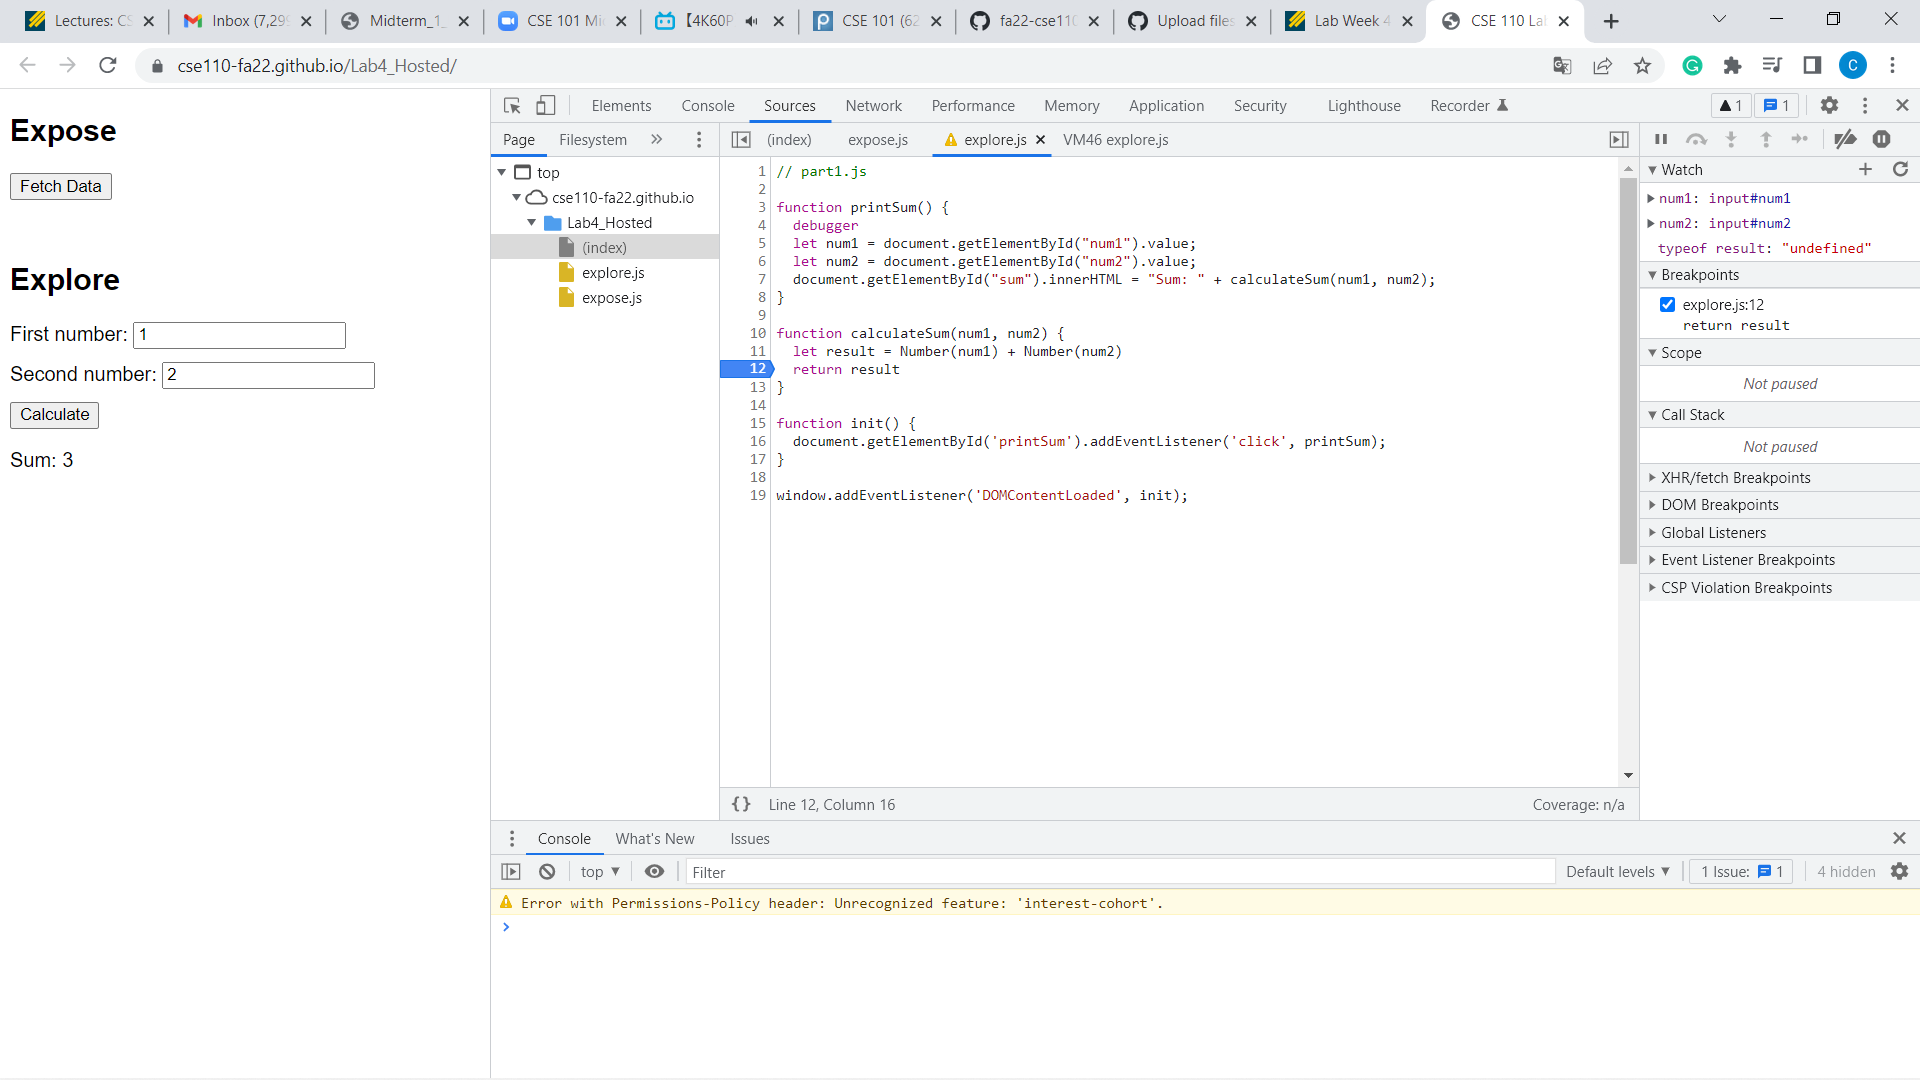 Lectures: CS
Inbox (7,299
Midterm_1_
CSE 101 Mi
【4K60P
CSE 101 (62
fa22-cse110
Upload files
Lab Week 4
CSE 110 La
cse110-fa22.github.io/Lab4_Hosted/
C
Expose
Fetch Data
Explore
First number: 1
Second number: 2
Calculate
Sum: 3
Elements Console Sources Network Performance Memory Application Security Lighthouse Recorder 1 1
Page Filesystem »
(index) expose.js explore.js VM46 explore.js
top
cse110-fa22.github.io
Lab4_Hosted
(index)
explore.js
expose.js
1 // part1.js
2
3 function printSum() {
4 debugger
5 let num1 = document.getElementById("num1").value;
6 let num2 = document.getElementById("num2").value;
7 document.getElementById("sum").innerHTML = "Sum: " + calculateSum(num1, num2);
8 }
9
10 function calculateSum(num1, num2) {
11 let result = Number(num1) + Number(num2)
12 return result
13 }
14
15 function init() {
16 document.getElementById('printSum').addEventListener('click', printSum);
17 }
18
19 window.addEventListener('DOMContentLoaded', init);
{} Line 12, Column 16
Coverage: n/a
Watch
num1: input#num1
num2: input#num2
typeof result: "undefined"
Breakpoints
explore.js:12
return result
Scope
Not paused
Call Stack
Not paused
XHR/fetch Breakpoints
DOM Breakpoints
Global Listeners
Event Listener Breakpoints
CSP Violation Breakpoints
Console What's New Issues
top Filter Default levels 1 Issue: 1 4 hidden
Error with Permissions-Policy header: Unrecognized feature: 'interest-cohort'.